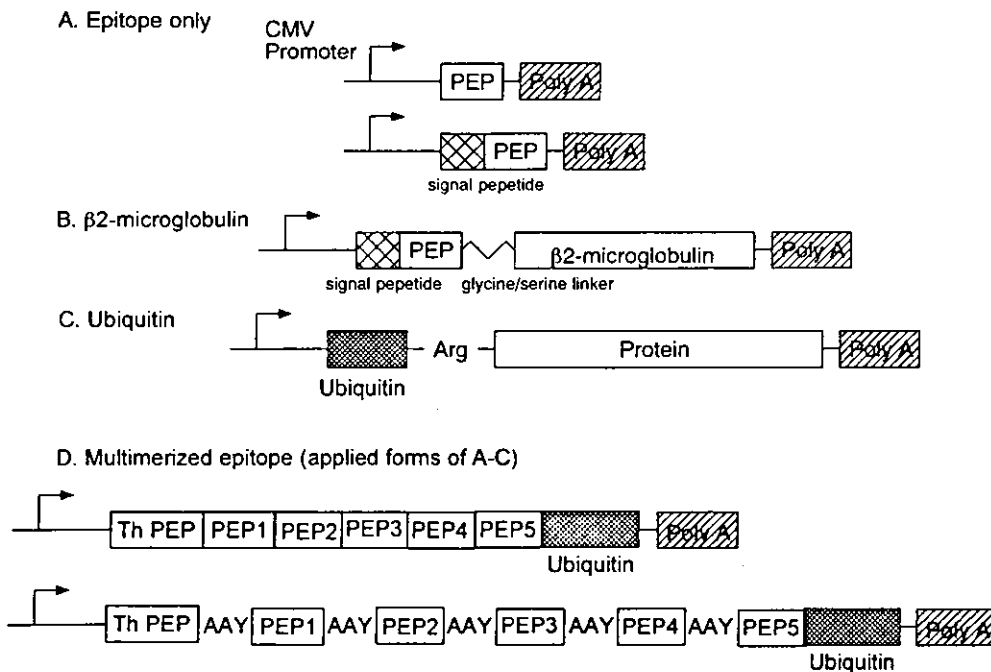 A. Epitope only
CMV
Promoter
PEP
Poly A
PEP
Poly A
signal pepetide
B. β2-microglobulin
PEP
β2-microglobulin
Poly A
signal pepetide
glycine/serine linker
C. Ubiquitin
Arg
Protein
Poly A
Ubiquitin
D. Multimerized epitope (applied forms of A-C)
Th PEP PEP1 PEP2 PEP3 PEP4 PEP5 Poly A
Ubiquitin
Th PEP AAY PEP1 AAY PEP2 AAY PEP3 AAY PEP4 AAY PEP5 Poly A
Ubiquitin